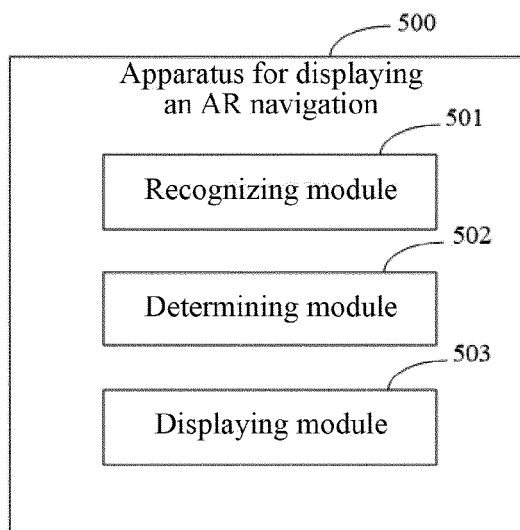 500
Apparatus for displaying
an AR navigation
501
Recognizing module
502
Determining module
503
Displaying module